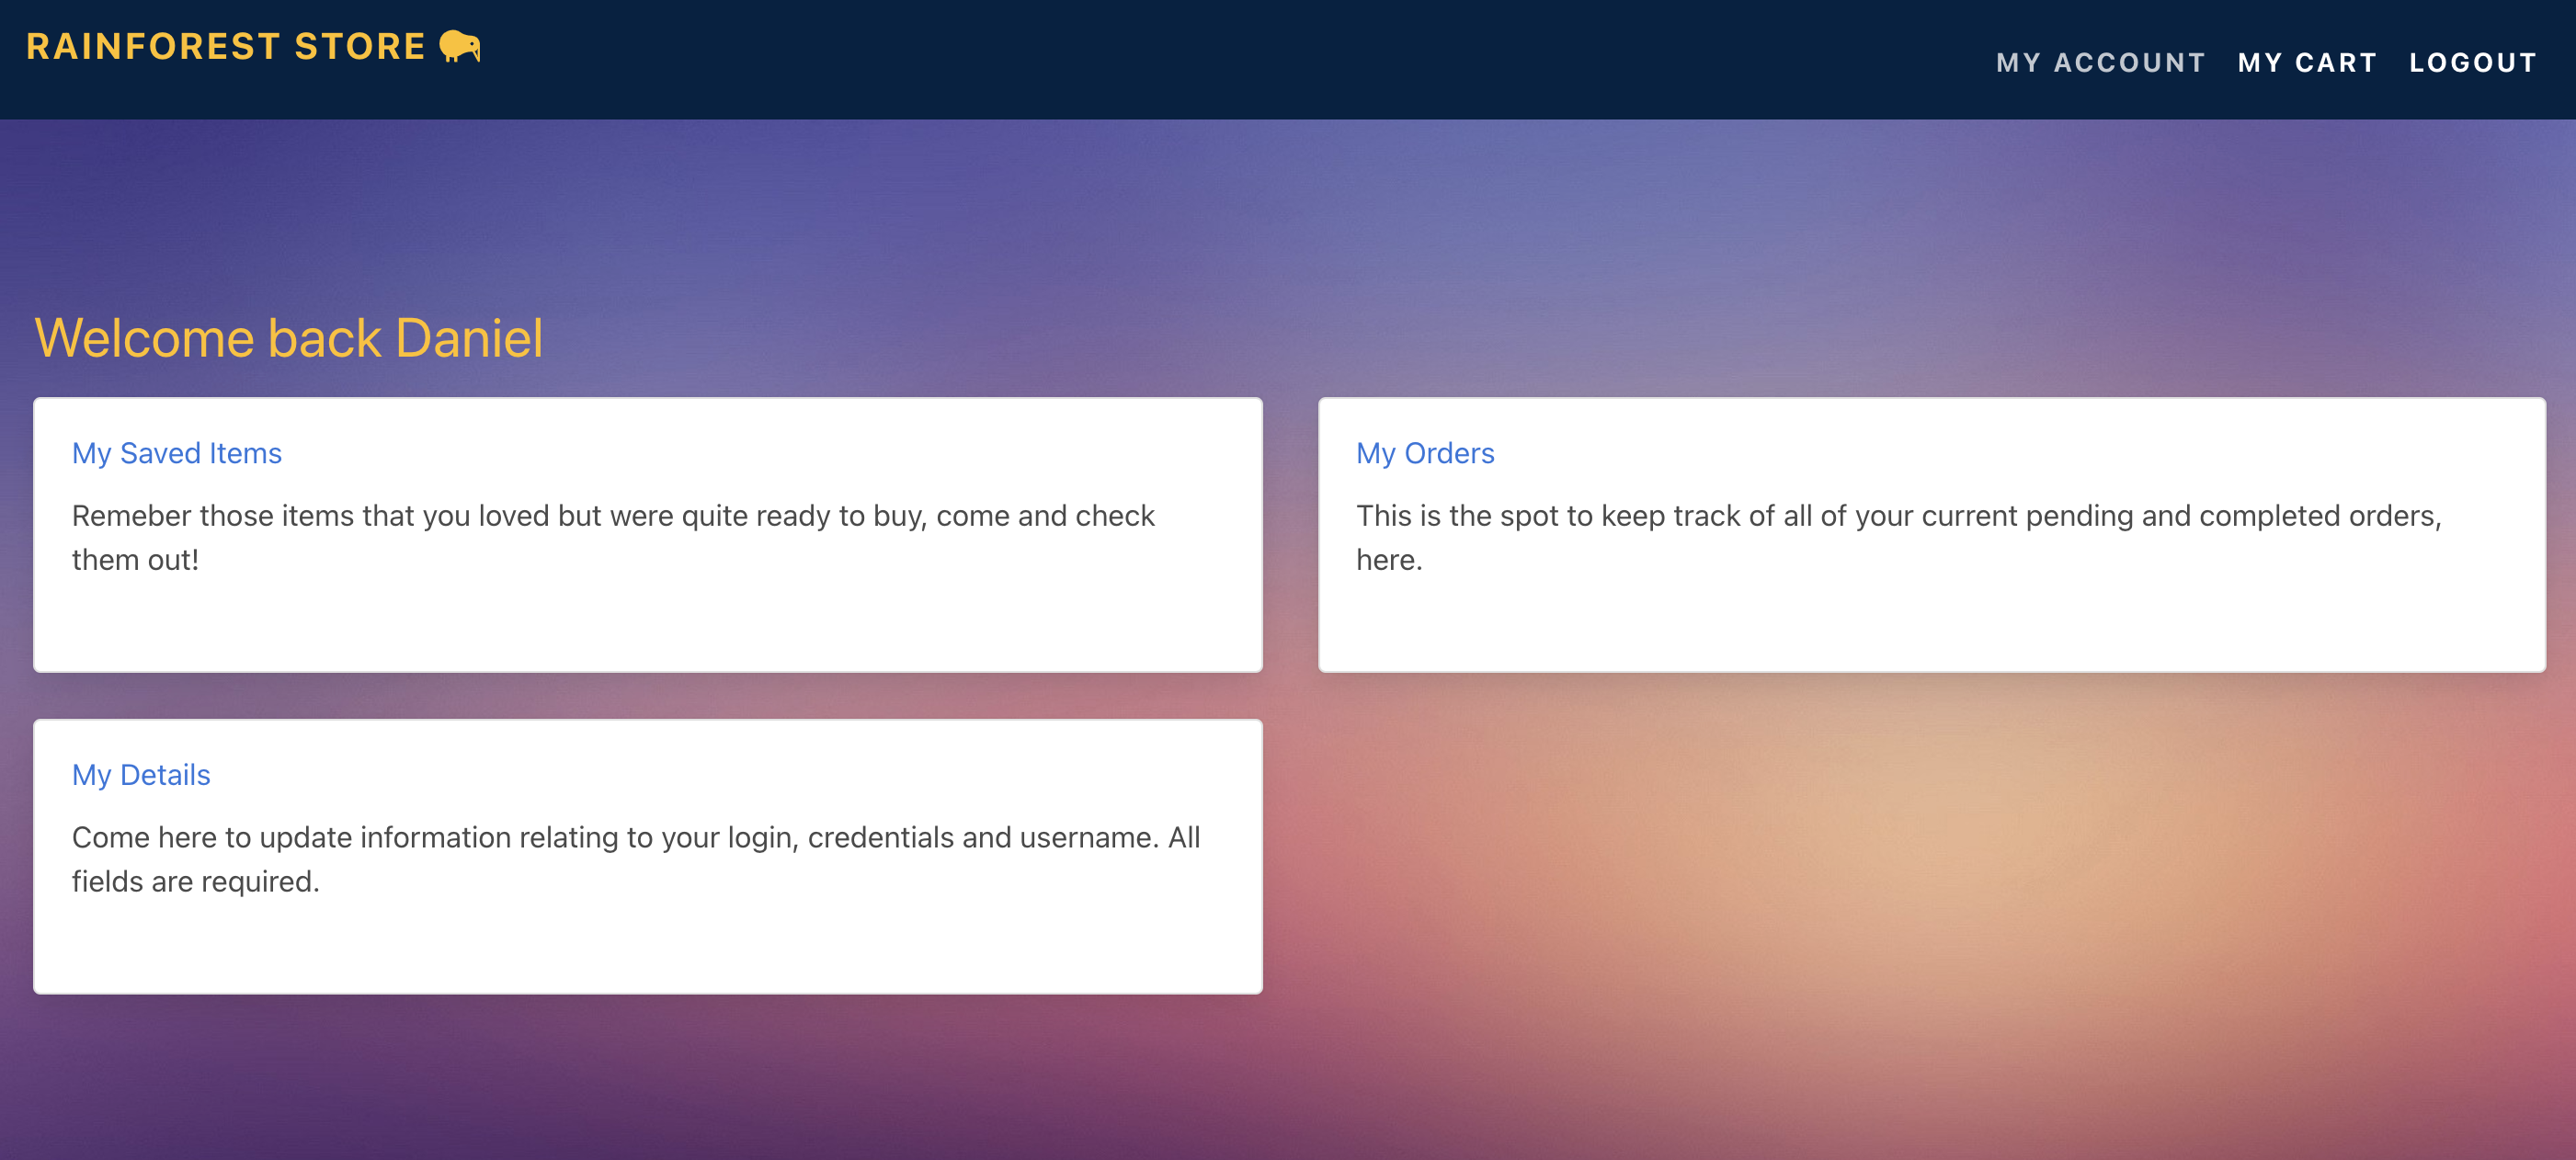 RAINFOREST STORE
MY ACCOUNT MY CART LOGOUT
Welcome back Daniel
My Saved Items
Remeber those items that you loved but were quite ready to buy, come and check
them out!
My Orders
This is the spot to keep track of all of your current pending and completed orders,
here.
My Details
Come here to update information relating to your login, credentials and username. All
fields are required.